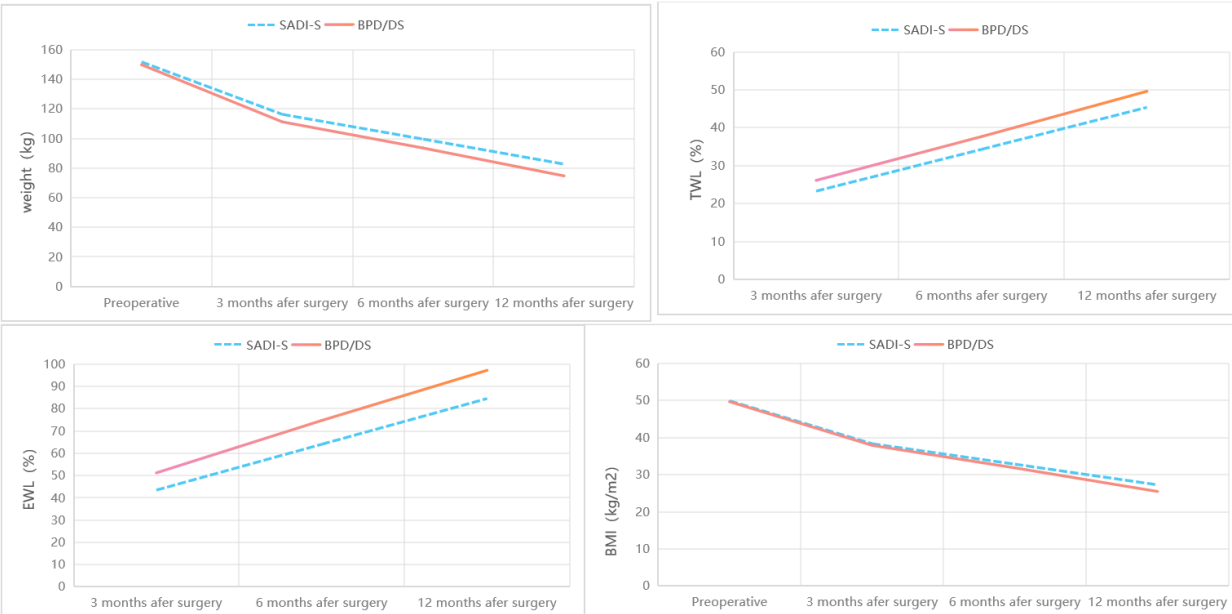 SADI-S BPD/DS
weight (kg)
160
140
120
100
80
60
40
20
0
Preoperative 3 months afer surgery 6 months afer surgery 12 months afer surgery
SADI-S BPD/DS
TWL (%)
60
50
40
30
20
10
0
3 months afer surgery 6 months afer surgery 12 months afer surgery
SADI-S BPD/DS
EWL (%)
100
90
80
70
60
50
40
30
20
10
0
3 months afer surgery 6 months afer surgery 12 months afer surgery
SADI-S BPD/DS
BMI (kg/m2)
60
50
40
30
20
10
0
Preoperative 3 months afer surgery 6 months afer surgery 12 months afer surgery